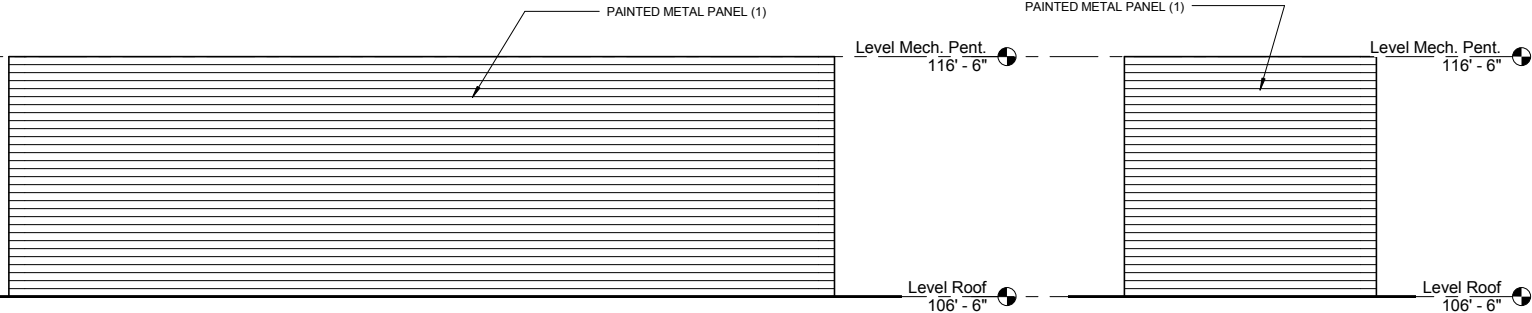 PAINTED METAL PANEL (1)
PAINTED METAL PANEL (1)
Level Mech. Pent.
116' - 6"
Level Mech. Pent.
116' - 6"
Level Roof
106' - 6"
Level Roof
106' - 6"